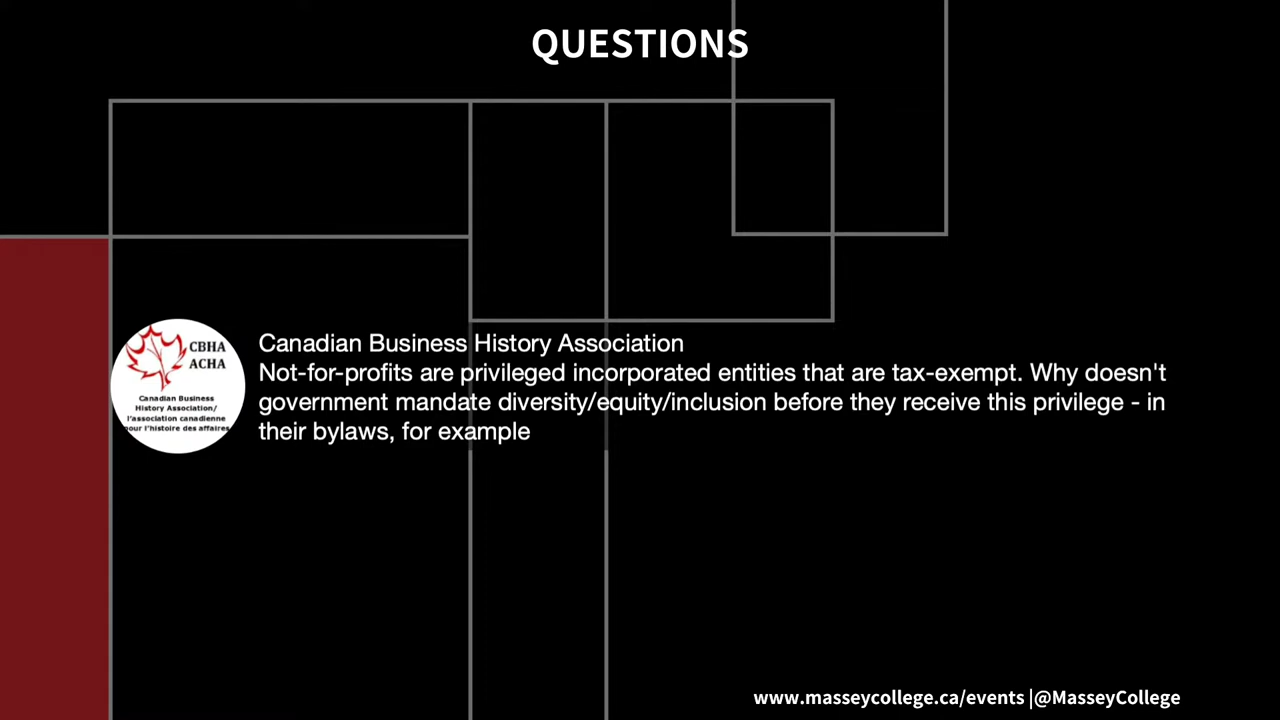 QUESTIONS
CBHA
ACHA
Canadian Business
History Association/
l'association canadienne
pour l'histoire des affaires
Canadian Business History Association
Not-for-profits are privileged incorporated entities that are tax-exempt. Why doesn't
government mandate diversity/equity/inclusion before they receive this privilege - in
their bylaws, for example
www.masseycollege.ca/events |@MasseyCollege